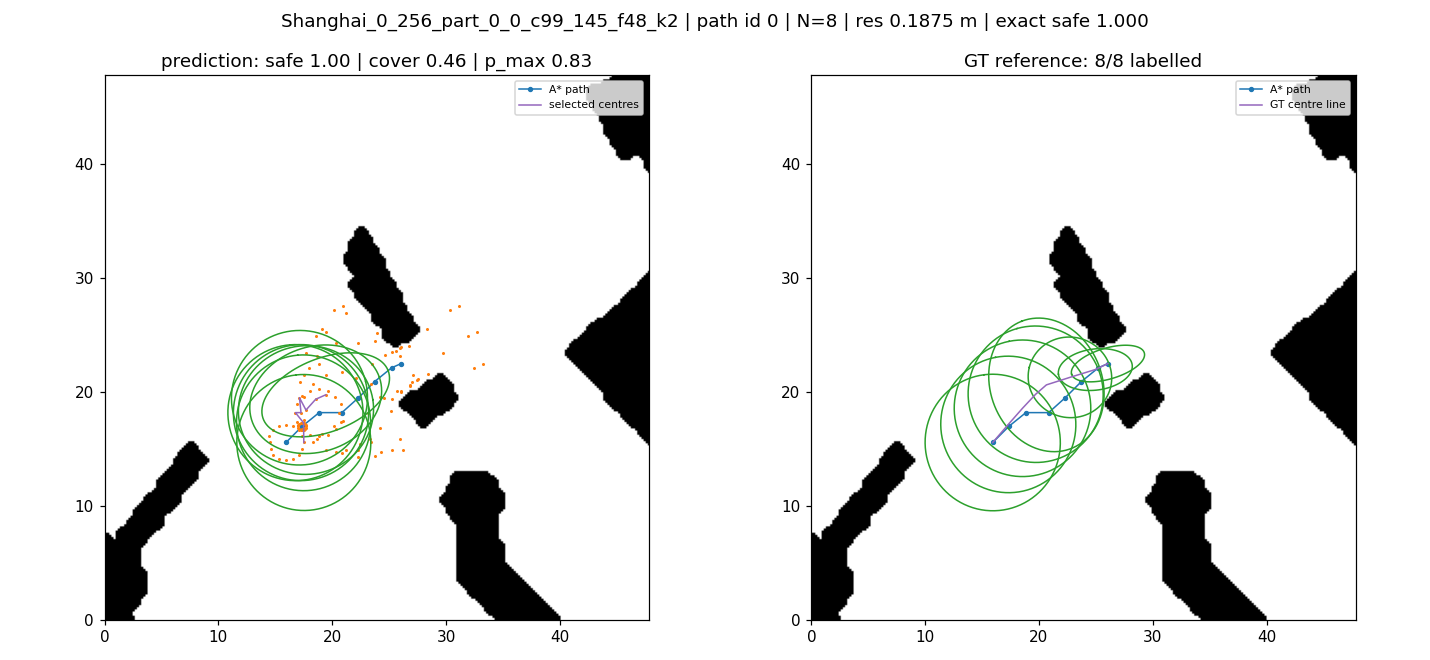 Shanghai_0_256_part_0_0_c99_145_f48_k2 | path id 0 | N=8 | res 0.1875 m | exact safe 1.000
prediction: safe 1.00 | cover 0.46 | p_max 0.83
A* path
selected centres
40
30
20
10
0
0
10
20
30
40
GT reference: 8/8 labelled
A* path
GT centre line
40
30
20
10
0
0
10
20
30
40